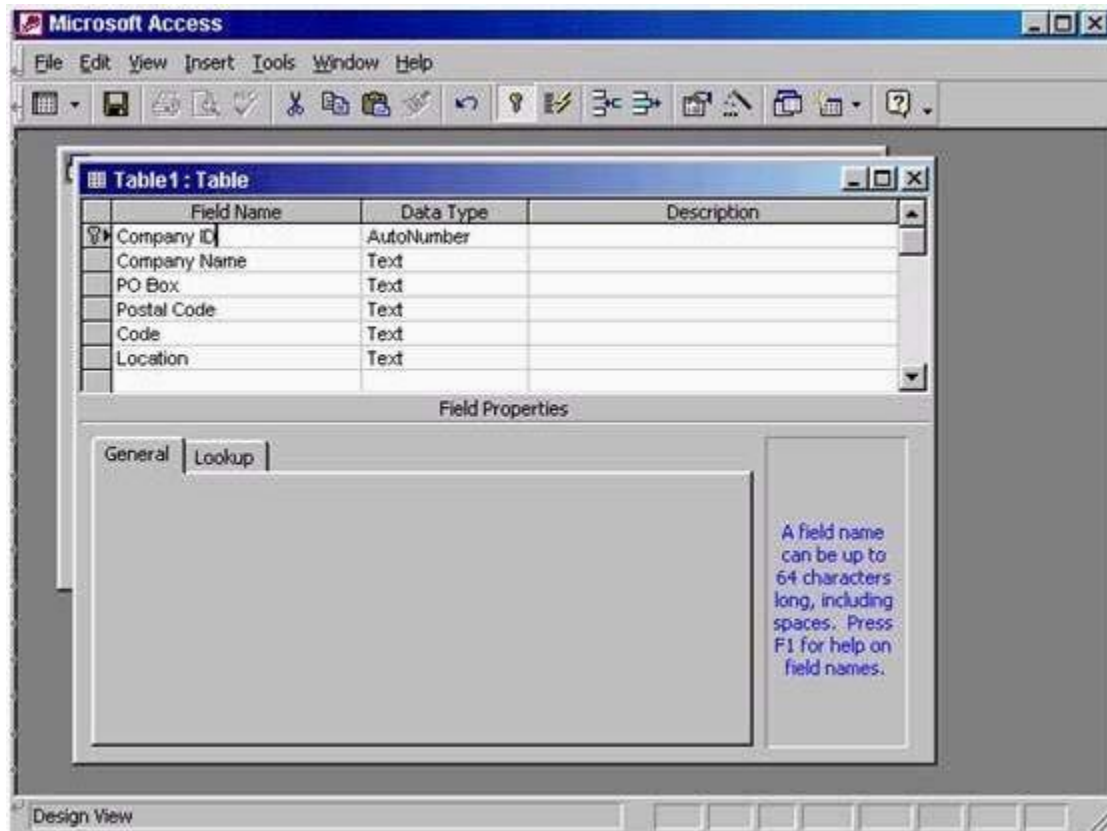 Microsoft Access
File Edit View Insert Tools Window Help
Table1 : Table
Field Name Data Type Description
Company ID AutoNumber
Company Name Text
PO Box Text
Postal Code Text
Code Text
Location Text
Field Properties
General Lookup
A field name
can be up to
64 characters
long, including
spaces. Press
F1 for help on
field names.
Design View